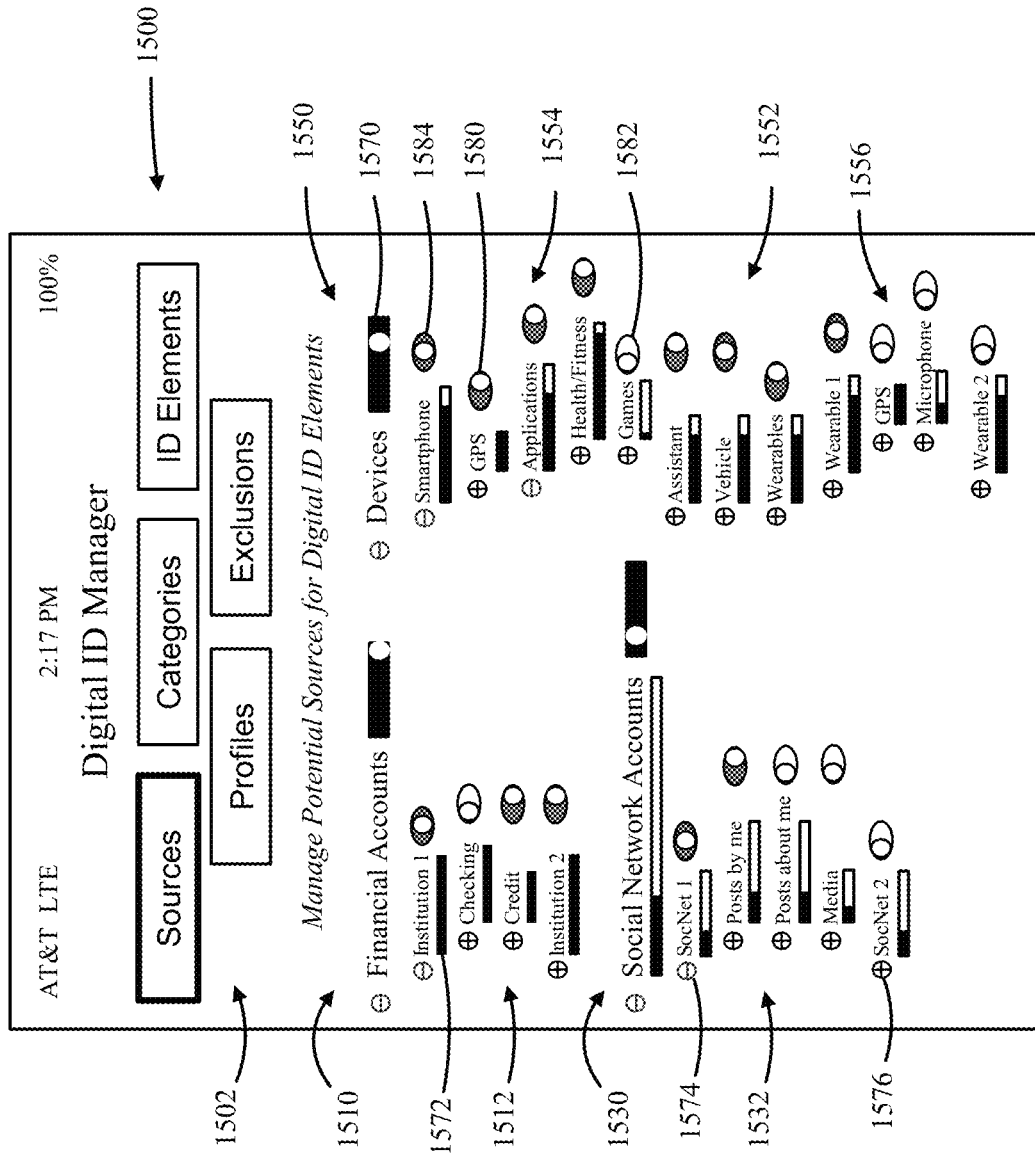 AT&T LTE 2:17 PM 100%
Digital ID Manager
Sources Categories ID Elements
Profiles Exclusions
Manage Potential Sources for Digital ID Elements
Financial Accounts
Institution 1
Checking
Credit
Institution 2
Social Network Accounts
SocNet 1
Posts by me
Posts about me
Media
SocNet 2
Devices
Smartphone
GPS
Applications
Health/Fitness
Games
Assistant
Vehicle
Wearables
Wearable 1
GPS
Microphone
Wearable 2
1502
1510
1572
1512
1530
1574
1532
1576
1500
1550
1570
1584
1580
1554
1582
1552
1556